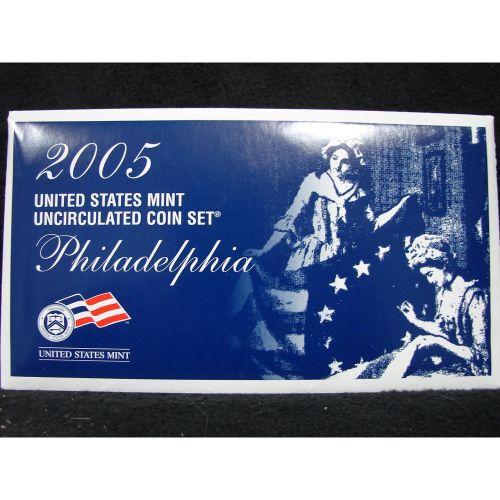 2005
UNITED STATES MINT
UNCIRCULATED COIN SET®
Philadelphia
UNITED STATES MINT